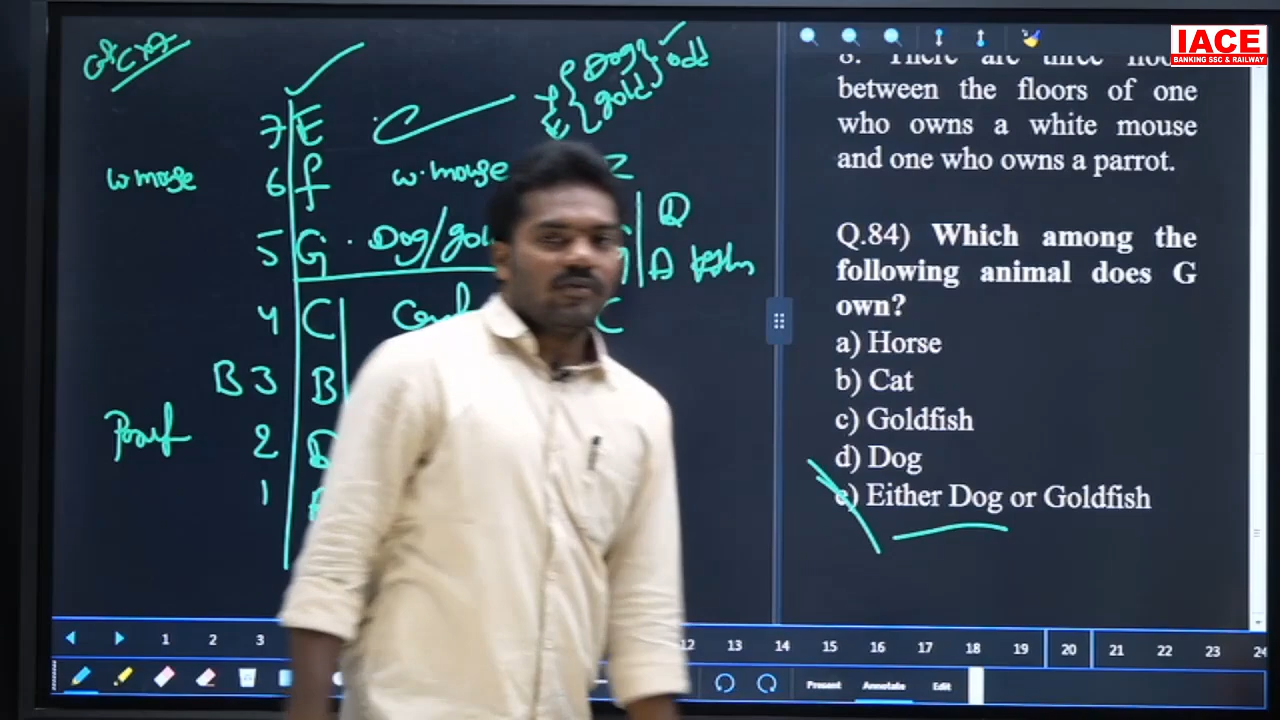 IACE
BANKING SSC & RAILWAY
8. There are three floors
between the floors of one
who owns a white mouse
and one who owns a parrot.
Q.84) Which among the
following animal does G
own?
a) Horse
b) Cat
c) Goldfish
d) Dog
e) Either Dog or Goldfish
Dog
gold
odd
7 E
w.mouse 6 f w.mouse
5 G Dog/gol
4 C
B 3 B
2 D
1
1 2 3 12 13 14 15 16 17 18 19 20 21 22 23 24
Present Annotate Edit